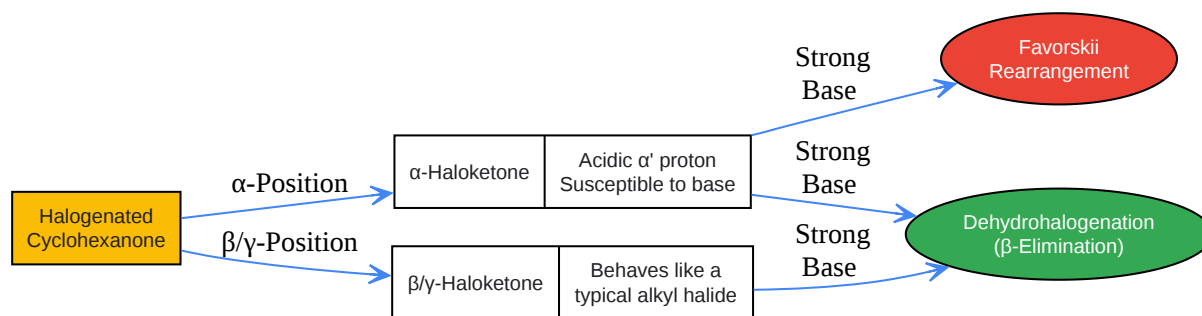 Halogenated
Cyclohexanone
α-Position
β/γ-Position
α-Haloketone
Acidic α' proton
Susceptible to base
β/γ-Haloketone
Behaves like a
typical alkyl halide
Strong
Base
Strong
Base
Strong
Base
Favorskii
Rearrangement
Dehydrohalogenation
(β-Elimination)